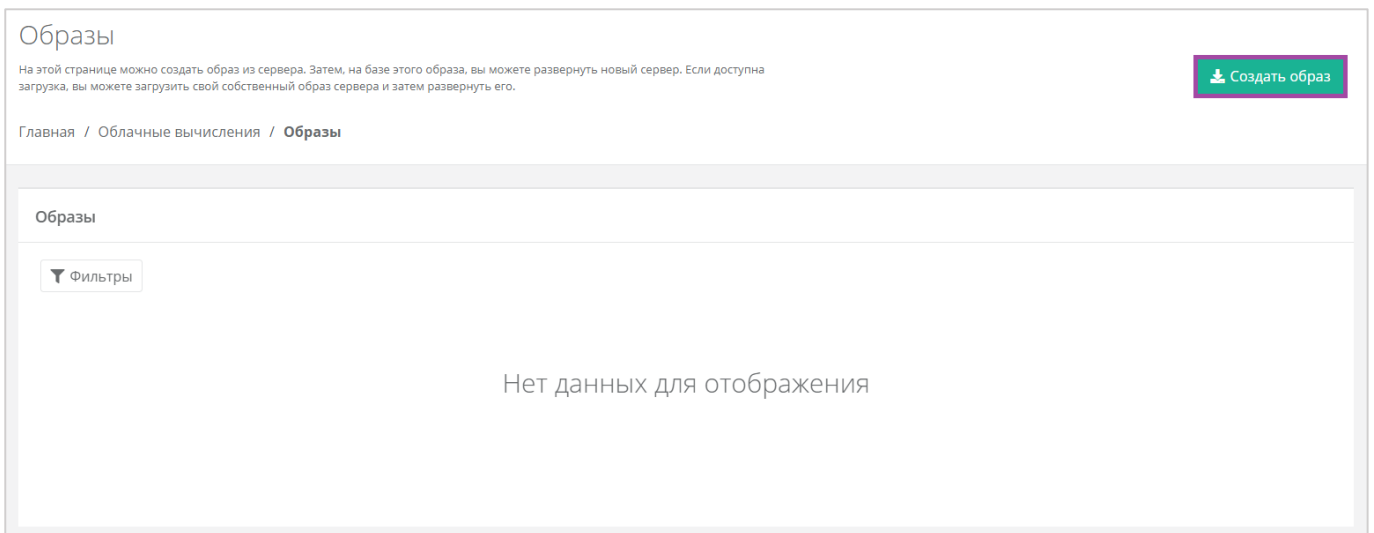 Образы
На этой странице можно создать образ из сервера. Затем, на базе этого образа, вы можете развернуть новый сервер. Если доступна
загрузка, вы можете загрузить свой собственный образ сервера и затем развернуть его.
Создать образ
Главная / Облачные вычисления / Образы
Образы
Фильтры
Нет данных для отображения